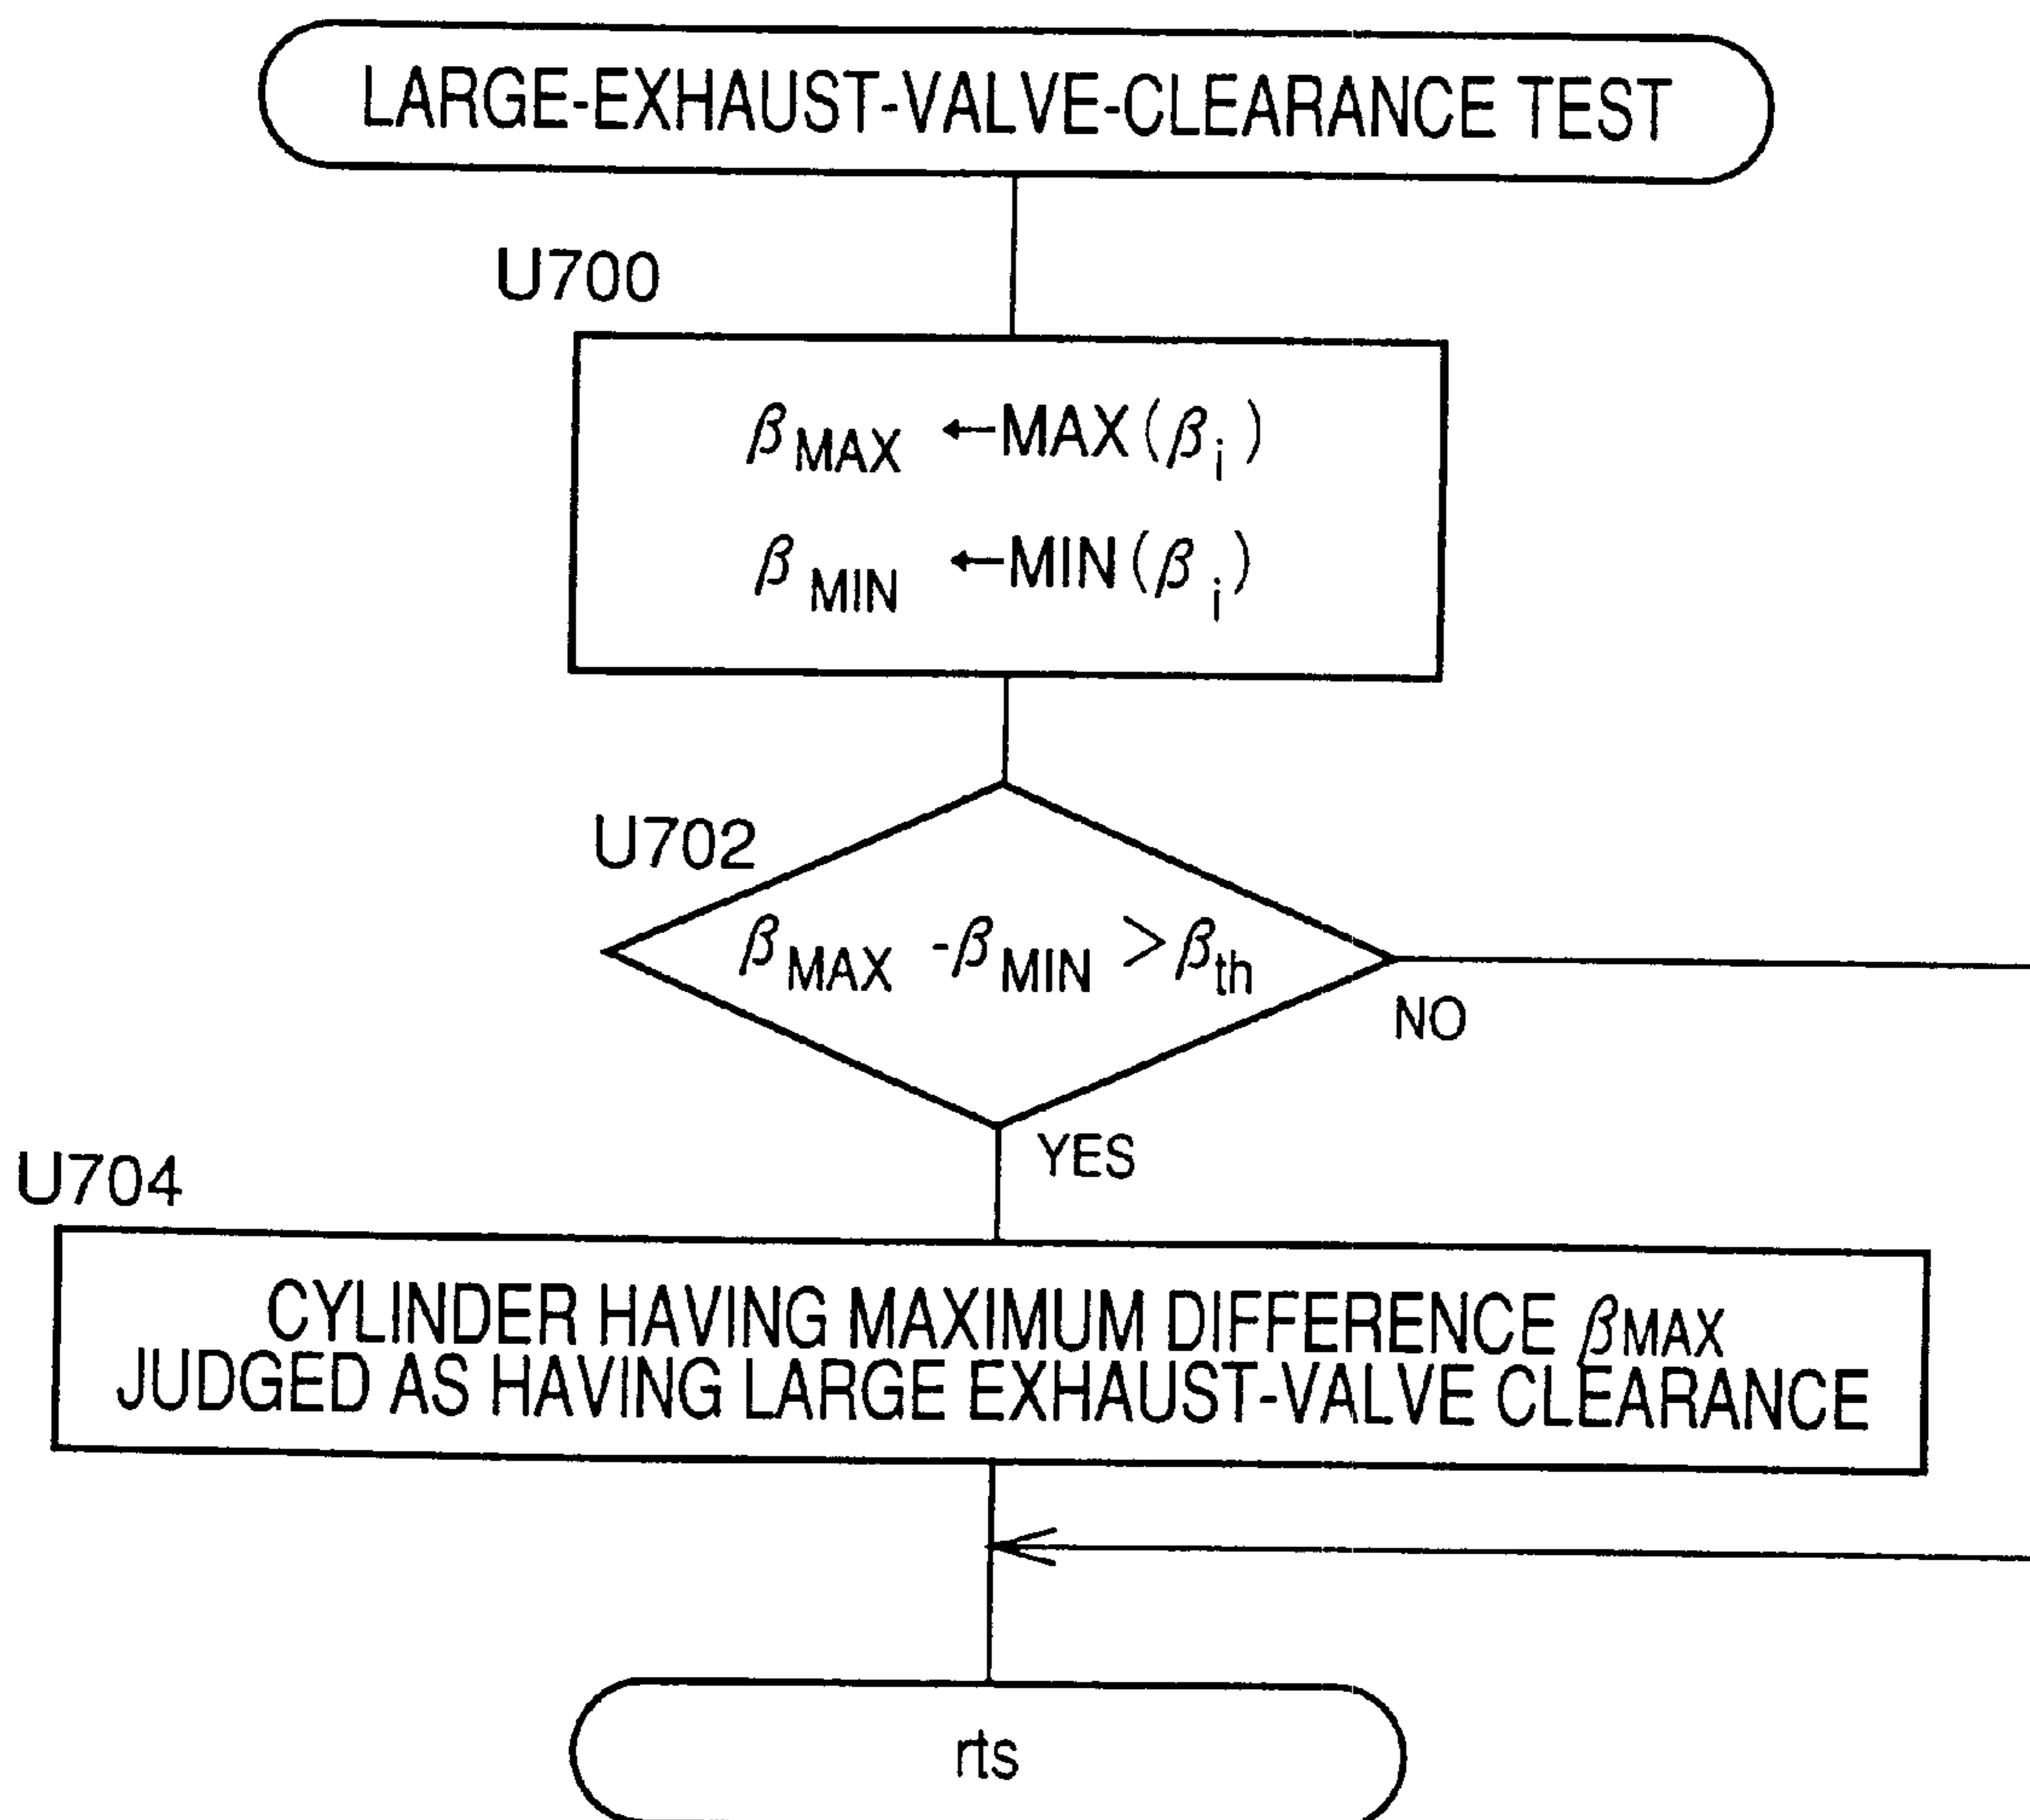 LARGE-EXHAUST-VALVE-CLEARANCE TEST
U700
βMAX ←MAX(βi)
βMIN ←MIN(βi)
U702
βMAX -βMIN >βth
NO
YES
U704
CYLINDER HAVING MAXIMUM DIFFERENCE βMAX
JUDGED AS HAVING LARGE EXHAUST-VALVE CLEARANCE
rts